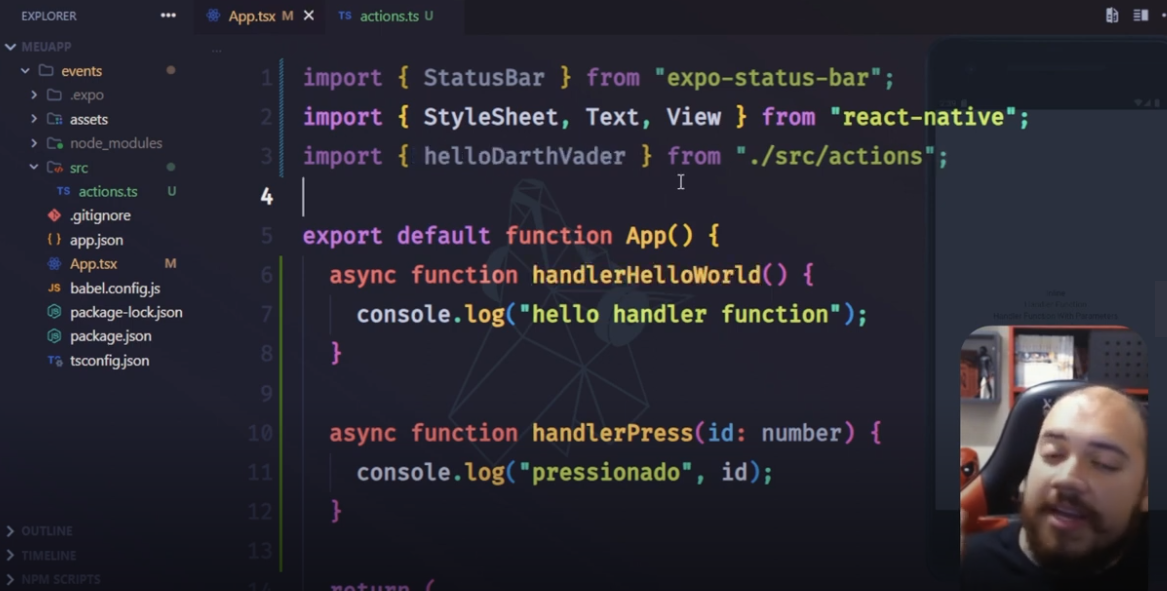 EXPLORER
App.tsx M
TS actions.ts U
MEUAPP
events
.expo
assets
node_modules
src
TS actions.ts U
.gitignore
{} app.json
App.tsx M
JS babel.config.js
package-lock.json
package.json
tsconfig.json
OUTLINE
TIMELINE
NPM SCRIPTS
1 import { StatusBar } from "expo-status-bar";
2 import { StyleSheet, Text, View } from "react-native";
3 import { helloDarthVader } from "./src/actions";
4
5 export default function App() {
6 async function handlerHelloWorld() {
7 console.log("hello handler function");
8 }
9
10 async function handlerPress(id: number) {
11 console.log("pressionado", id);
12 }
13
14 return (
Handler Function With Parameters